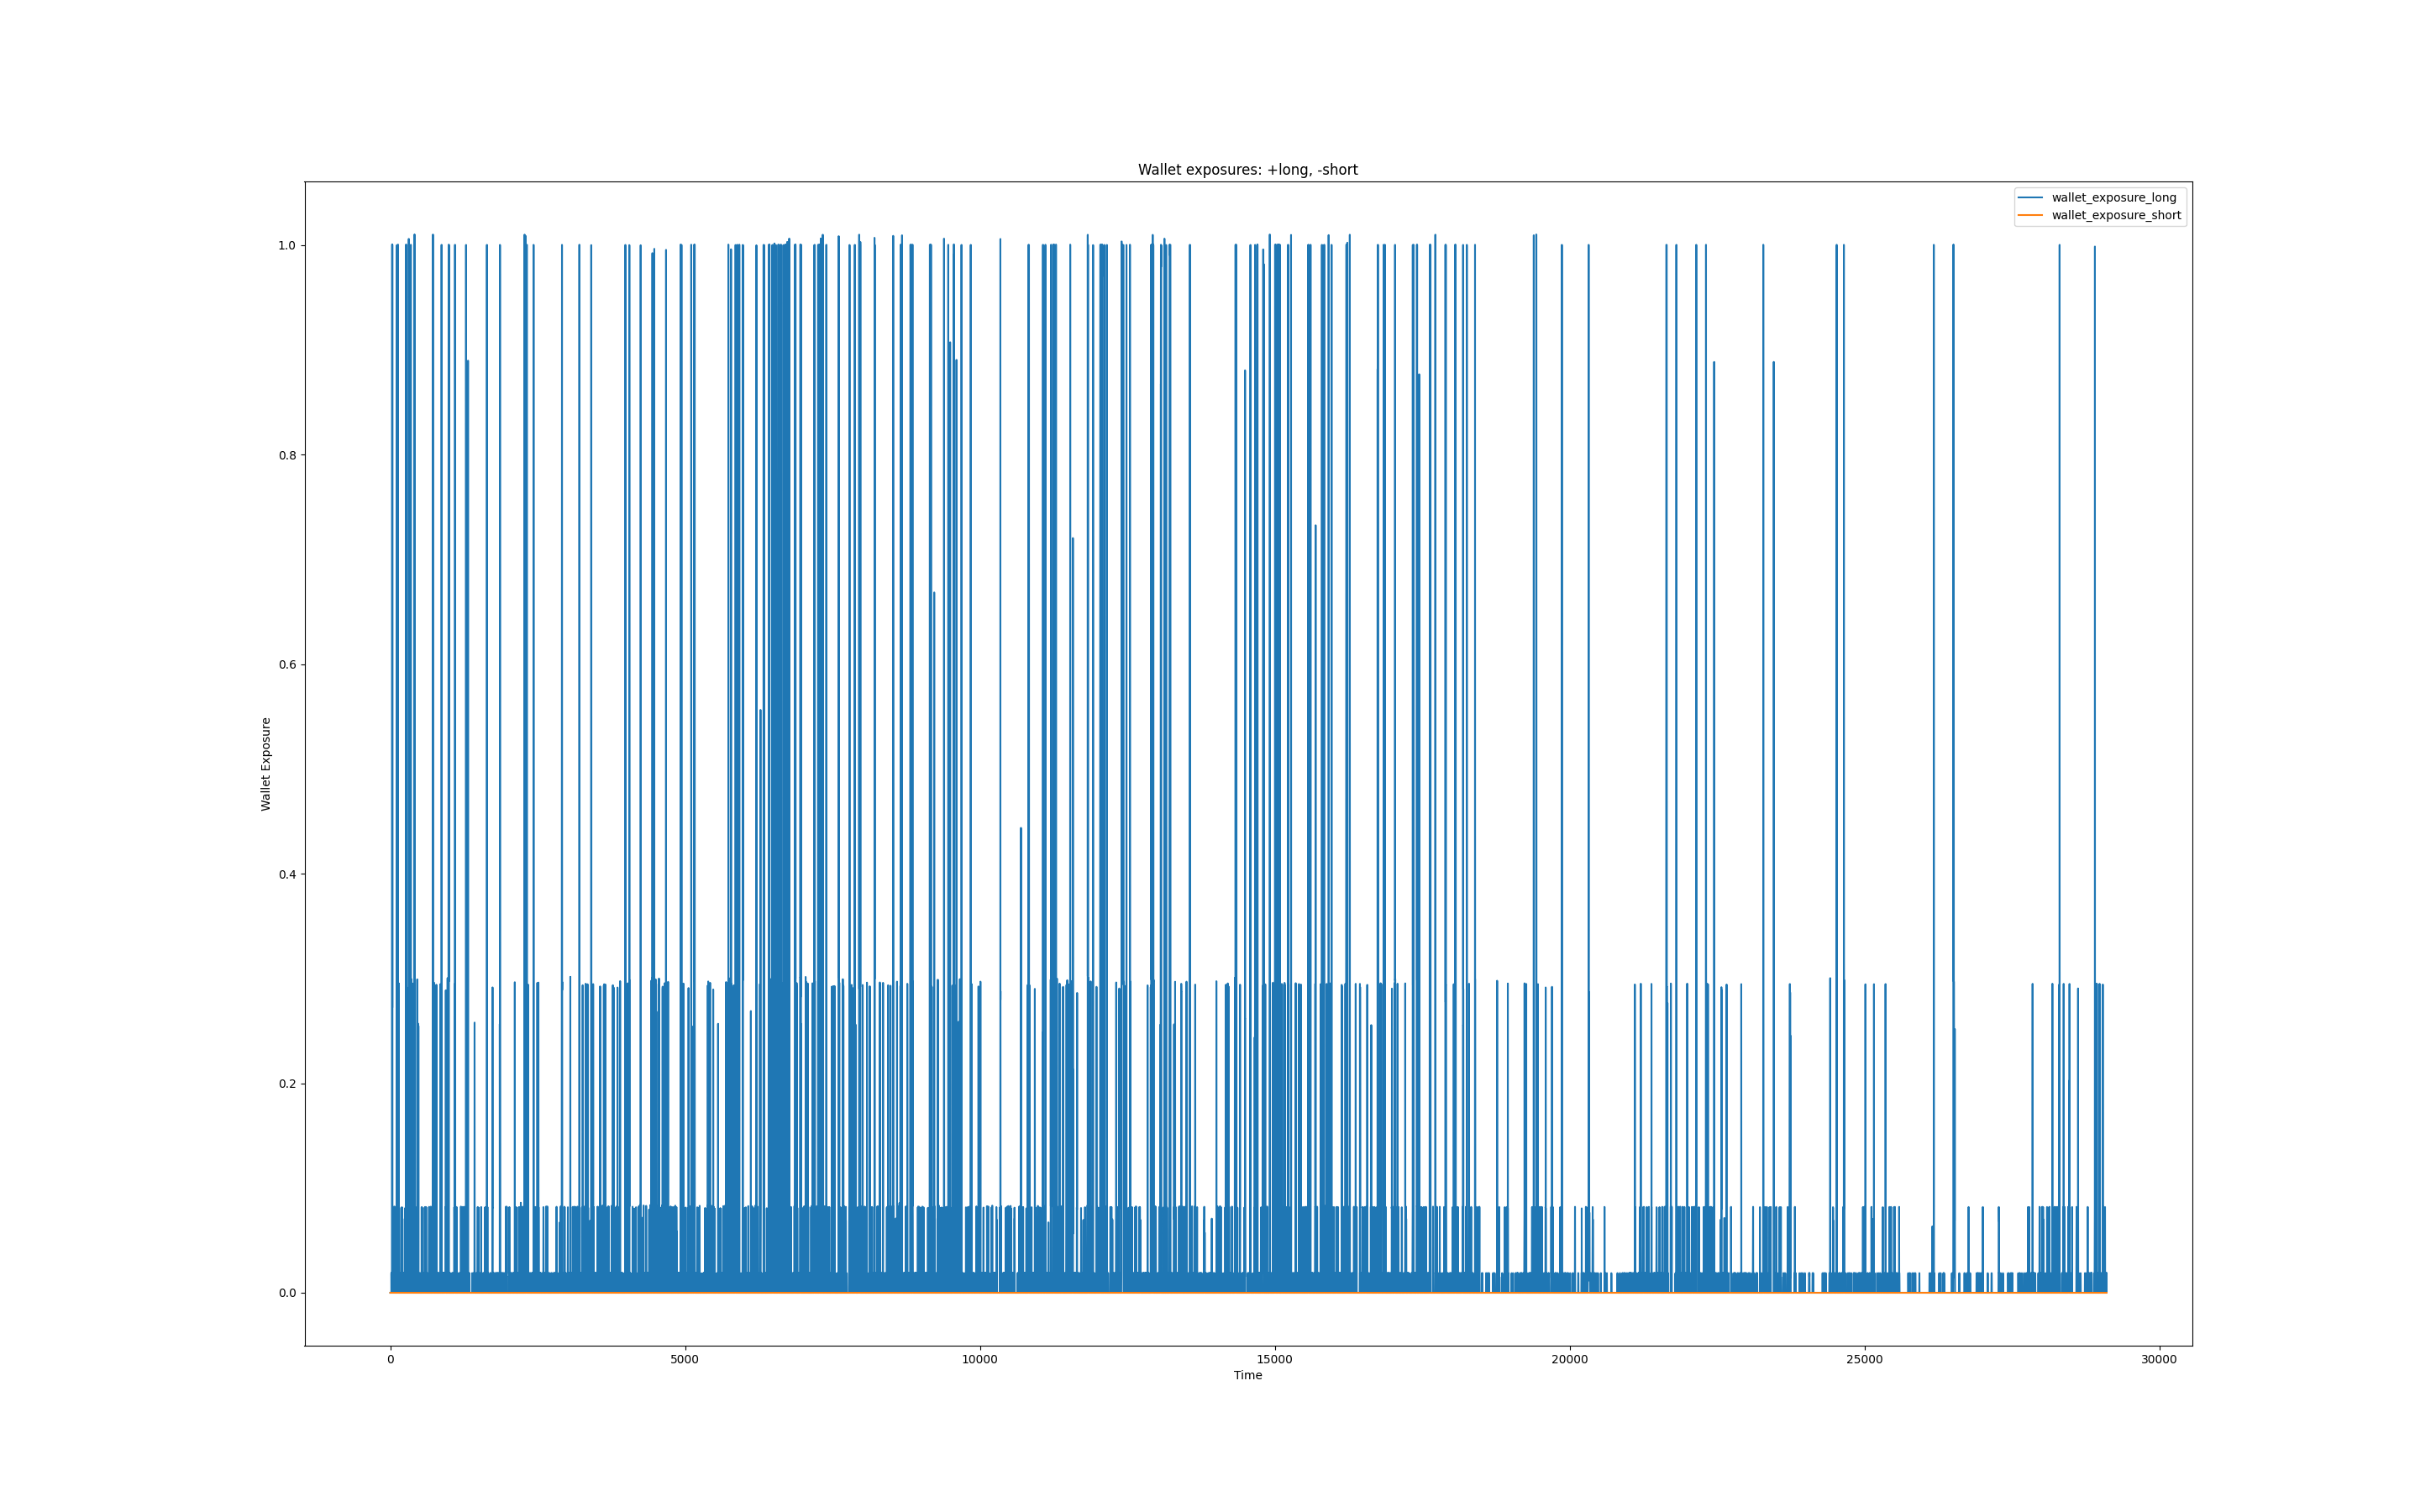 Wallet exposures: +long, -short
wallet_exposure_long
wallet_exposure_short
1.0
0.8
0.6
0.4
0.2
0.0
Wallet Exposure
0 5000 10000 15000 20000 25000 30000
Time